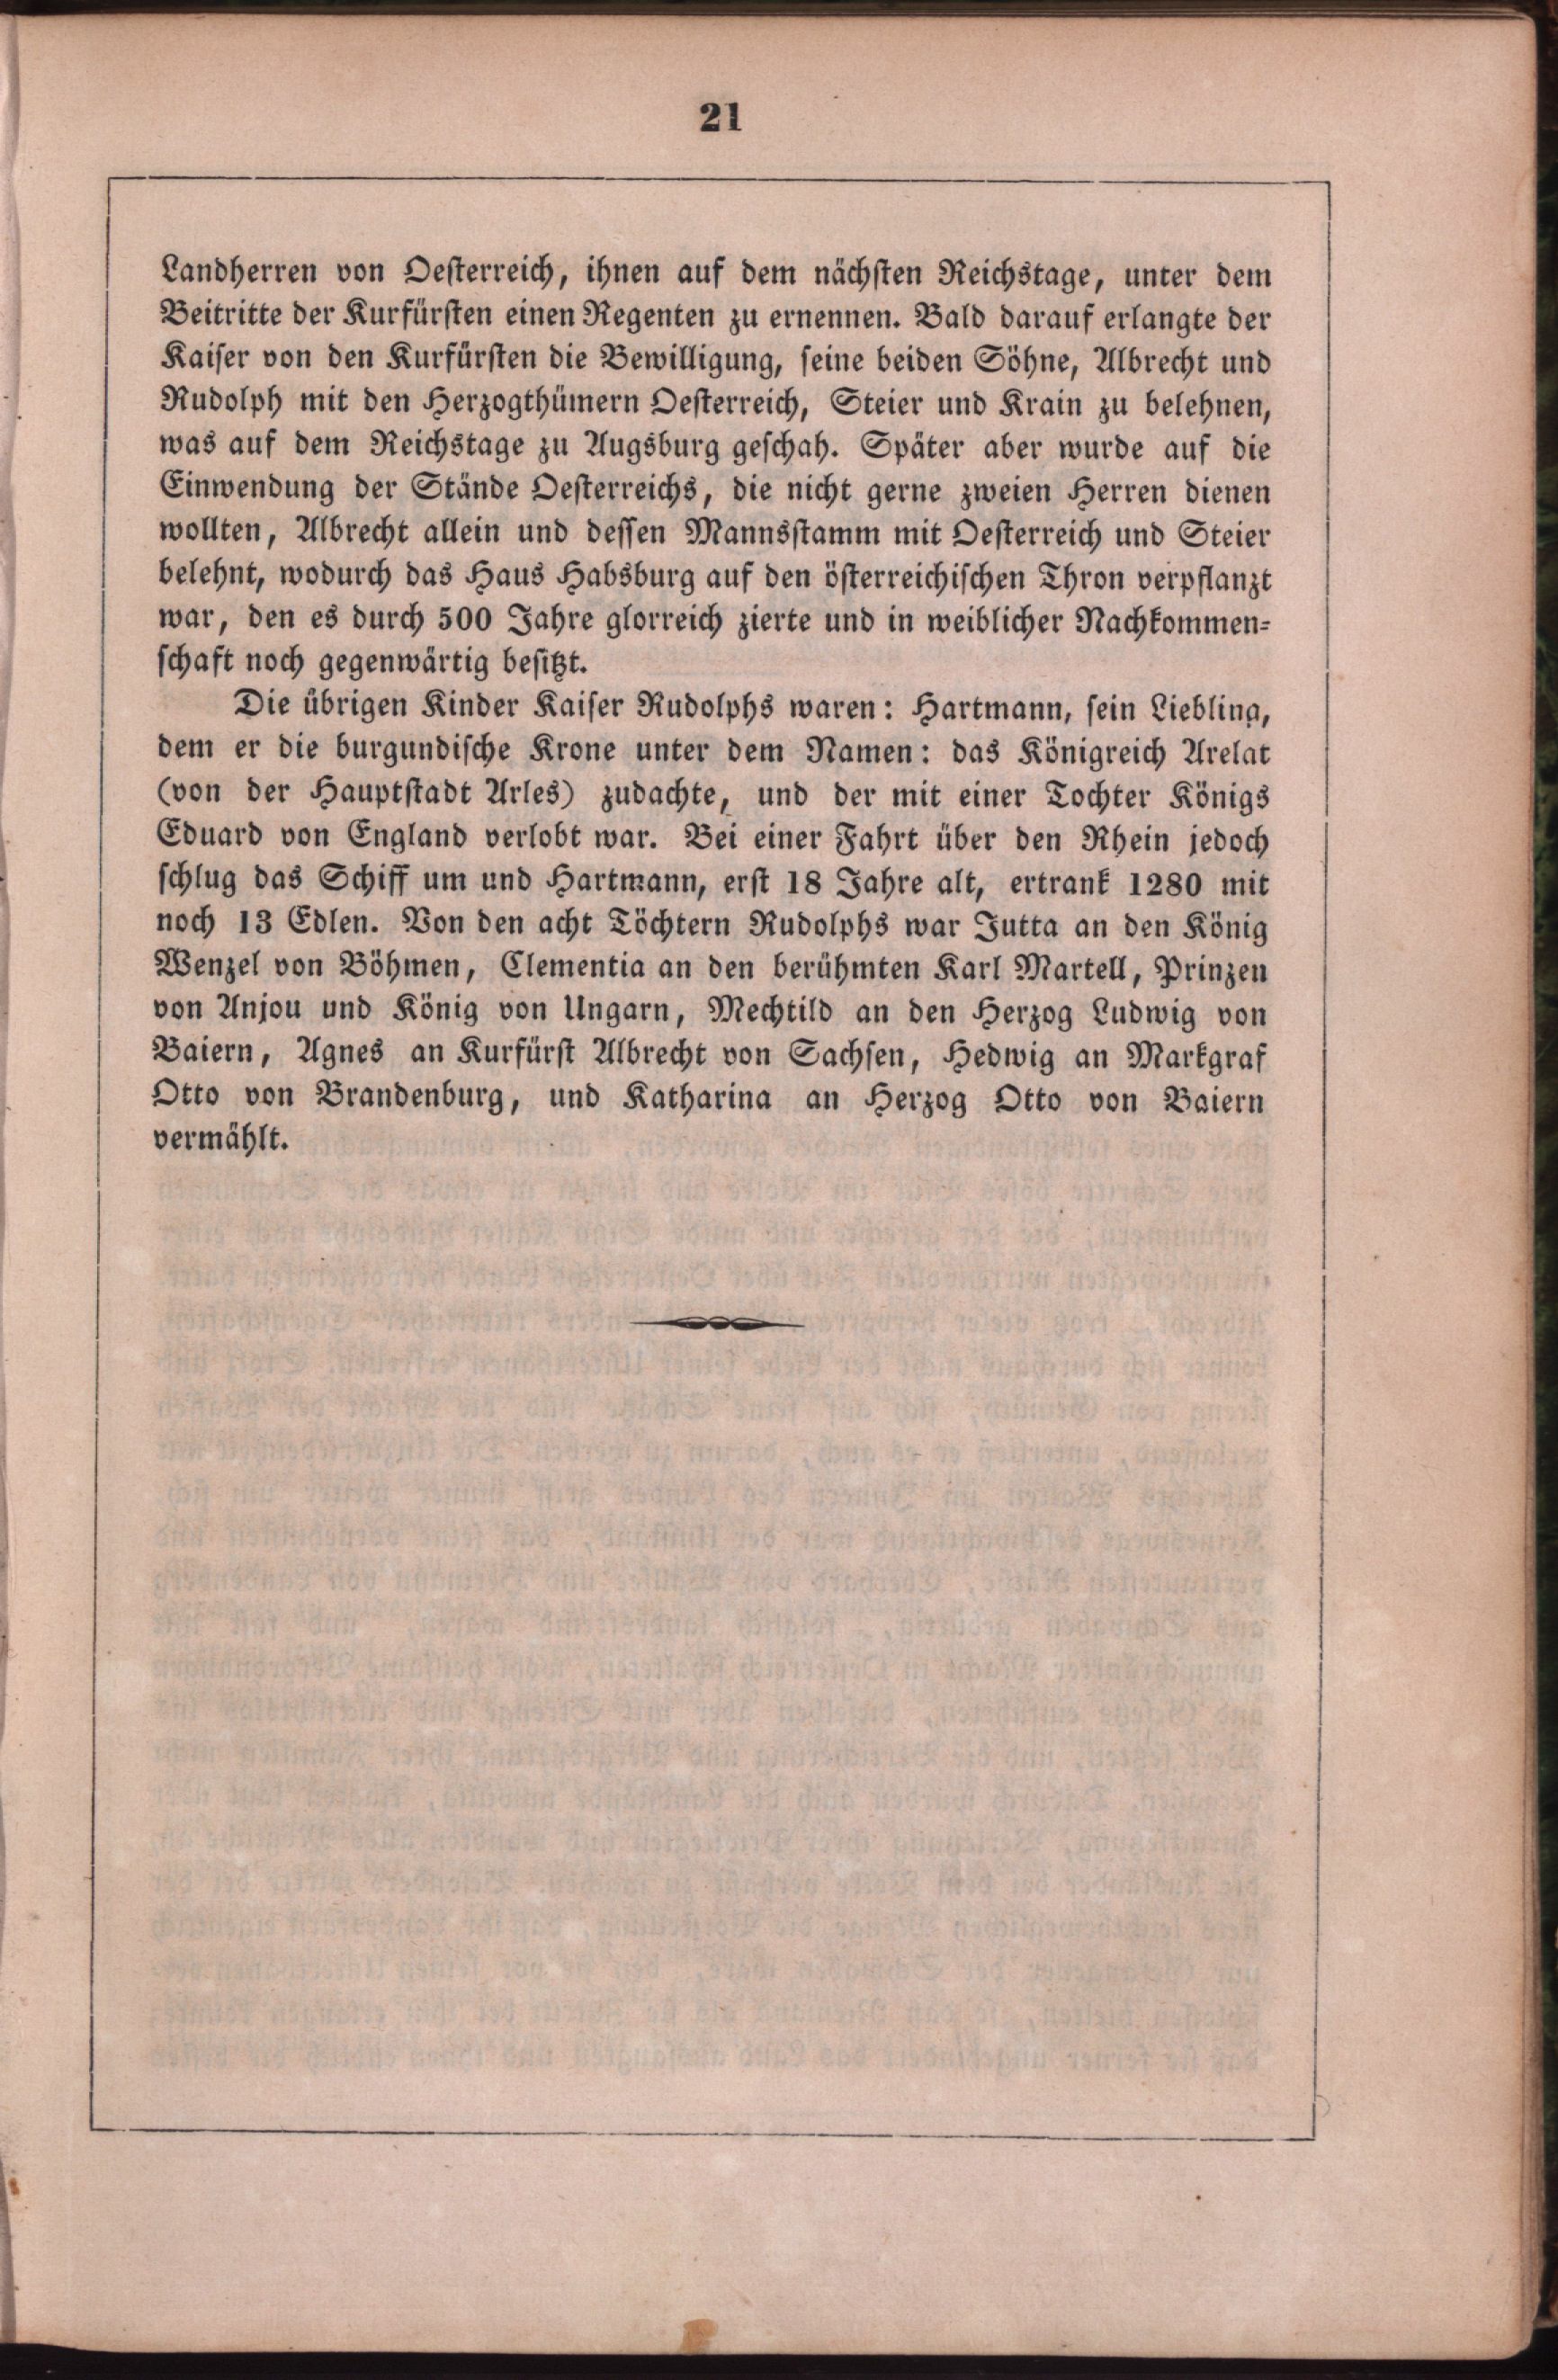 21
Landherren von Oesterreich, ihnen auf dem nächsten Reichstage, unter dem
Beitritte der Kurfürsten einen Regenten zu ernennen. Bald darauf erlangte der
Kaiser von den Kurfürsten die Bewilligung, seine beiden Söhne, Albrecht und
Rudolph mit den Herzogthümern Oesterreich, Steier und Krain zu belehnen,
was auf dem Reichstage zu Augsburg geschah. Später aber wurde auf die
Einwendung der Stände Oesterreichs, die nicht gerne zweien Herren dienen
wollten, Albrecht allein und dessen Mannsstamm mit Oesterreich und Steier
belehnt, wodurch das Haus Habsburg auf den österreichischen Thron verpflanzt
war, den es durch 500 Jahre glorreich zierte und in weiblicher Nachkommen=
schaft noch gegenwärtig besitzt.
Die übrigen Kinder Kaiser Rudolphs waren: Hartmann, sein Liebling,
dem er die burgundische Krone unter dem Namen: das Königreich Arelat
(von der Hauptstadt Arles) zudachte, und der mit einer Tochter Königs
Eduard von England verlobt war. Bei einer Fahrt über den Rhein jedoch
schlug das Schiff um und Hartmann, erst 18 Jahre alt, ertrank 1280 mit
noch 13 Edlen. Von den acht Töchtern Rudolphs war Jutta an den König
Wenzel von Böhmen, Clementia an den berühmten Karl Martell, Prinzen
von Anjou und König von Ungarn, Mechtild an den Herzog Ludwig von
Baiern, Agnes an Kurfürst Albrecht von Sachsen, Hedwig an Markgraf
Otto von Brandenburg, und Katharina an Herzog Otto von Baiern
vermählt.